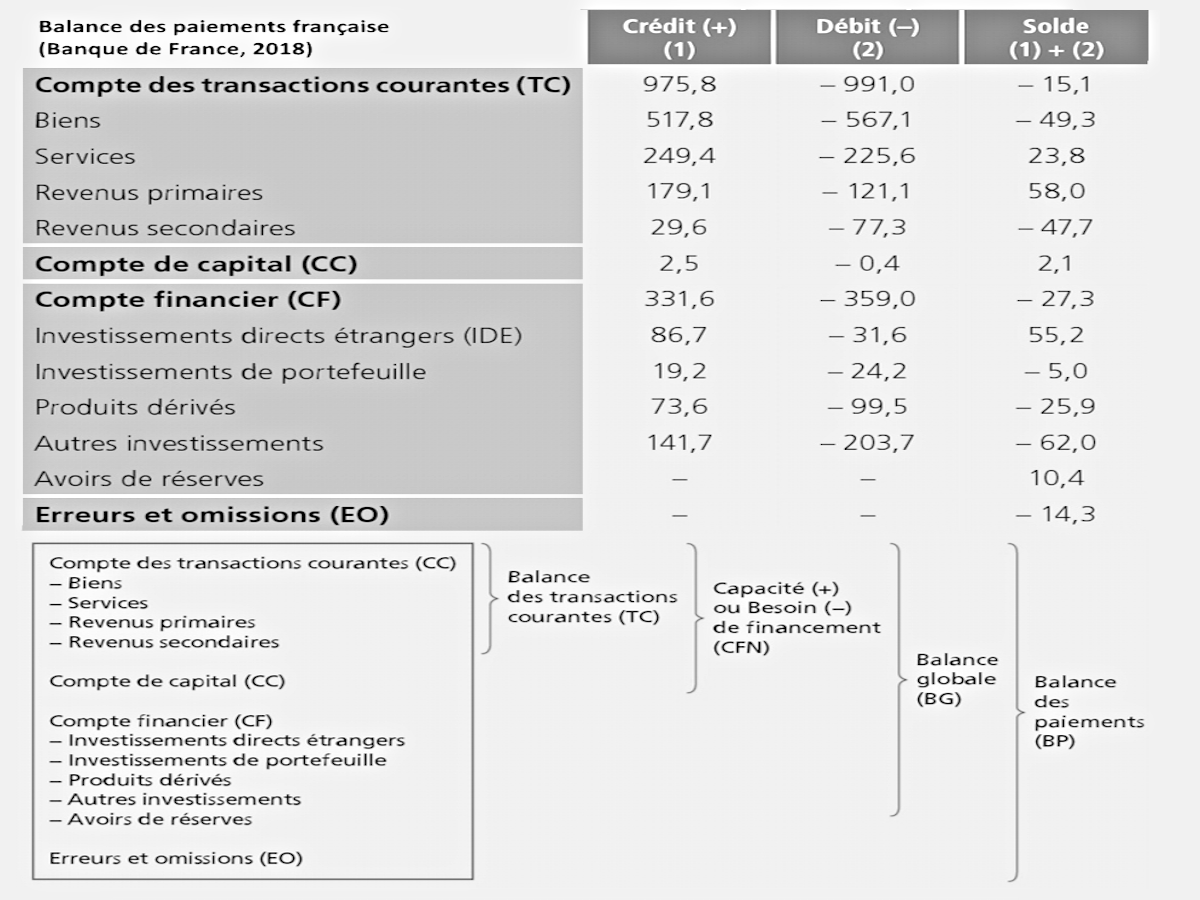 Balance des paiements française
(Banque de France, 2018)
Crédit (+)
(1)
Débit (–)
(2)
Solde
(1) + (2)
Compte des transactions courantes (TC) 975,8 – 991,0 – 15,1
Biens 517,8 – 567,1 – 49,3
Services 249,4 – 225,6 23,8
Revenus primaires 179,1 – 121,1 58,0
Revenus secondaires 29,6 – 77,3 – 47,7
Compte de capital (CC) 2,5 – 0,4 2,1
Compte financier (CF) 331,6 – 359,0 – 27,3
Investissements directs étrangers (IDE) 86,7 – 31,6 55,2
Investissements de portefeuille 19,2 – 24,2 – 5,0
Produits dérivés 73,6 – 99,5 – 25,9
Autres investissements 141,7 – 203,7 – 62,0
Avoirs de réserves – – 10,4
Erreurs et omissions (EO) – – – 14,3
Compte des transactions courantes (CC)
– Biens
– Services
– Revenus primaires
– Revenus secondaires
Compte de capital (CC)
Compte financier (CF)
– Investissements directs étrangers
– Investissements de portefeuille
– Produits dérivés
– Autres investissements
– Avoirs de réserves
Erreurs et omissions (EO)
Balance
des transactions
courantes (TC)
Capacité (+)
ou Besoin (–)
de financement
(CFN)
Balance
globale
(BG)
Balance
des
paiements
(BP)